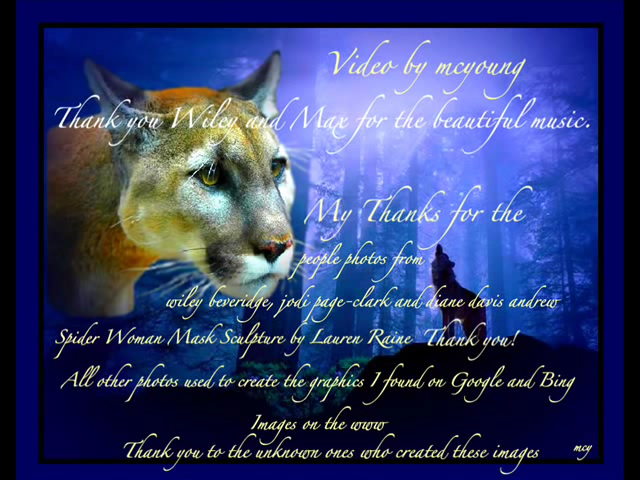 Video by mcyoung
Thank you Wiley and Max for the beautiful music.
My Thanks for the
people photos from
wiley beveridge, jodi page-clark and diane davis andrew
Spider Woman Mask Sculpture by Lauren Raine Thank you!
All other photos used to create the graphics I found on Google and Bing
Images on the www
Thank you to the unknown ones who created these images
mcy